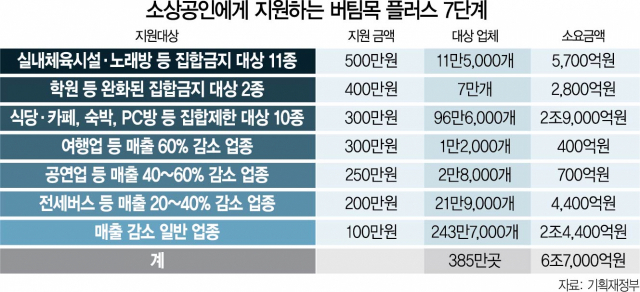 소상공인에게 지원하는 버팀목 플러스 7단계
지원대상 지원 금액 대상 업체 소요금액
실내체육시설·노래방 등 집합금지 대상 11종 500만원 11만5,000개 5,700억원
학원 등 완화된 집합금지 대상 2종 400만원 7만개 2,800억원
식당·카페, 숙박, PC방 등 집합제한 대상 10종 300만원 96만6,000개 2조9,000억원
여행업 등 매출 60% 감소 업종 300만원 1만2,000개 400억원
공연업 등 매출 40~60% 감소 업종 250만원 2만8,000개 700억원
전세버스 등 매출 20~40% 감소 업종 200만원 21만9,000개 4,400억원
매출 감소 일반 업종 100만원 243만7,000개 2조4,400억원
계 385만곳 6조7,000억원
자료: 기획재정부